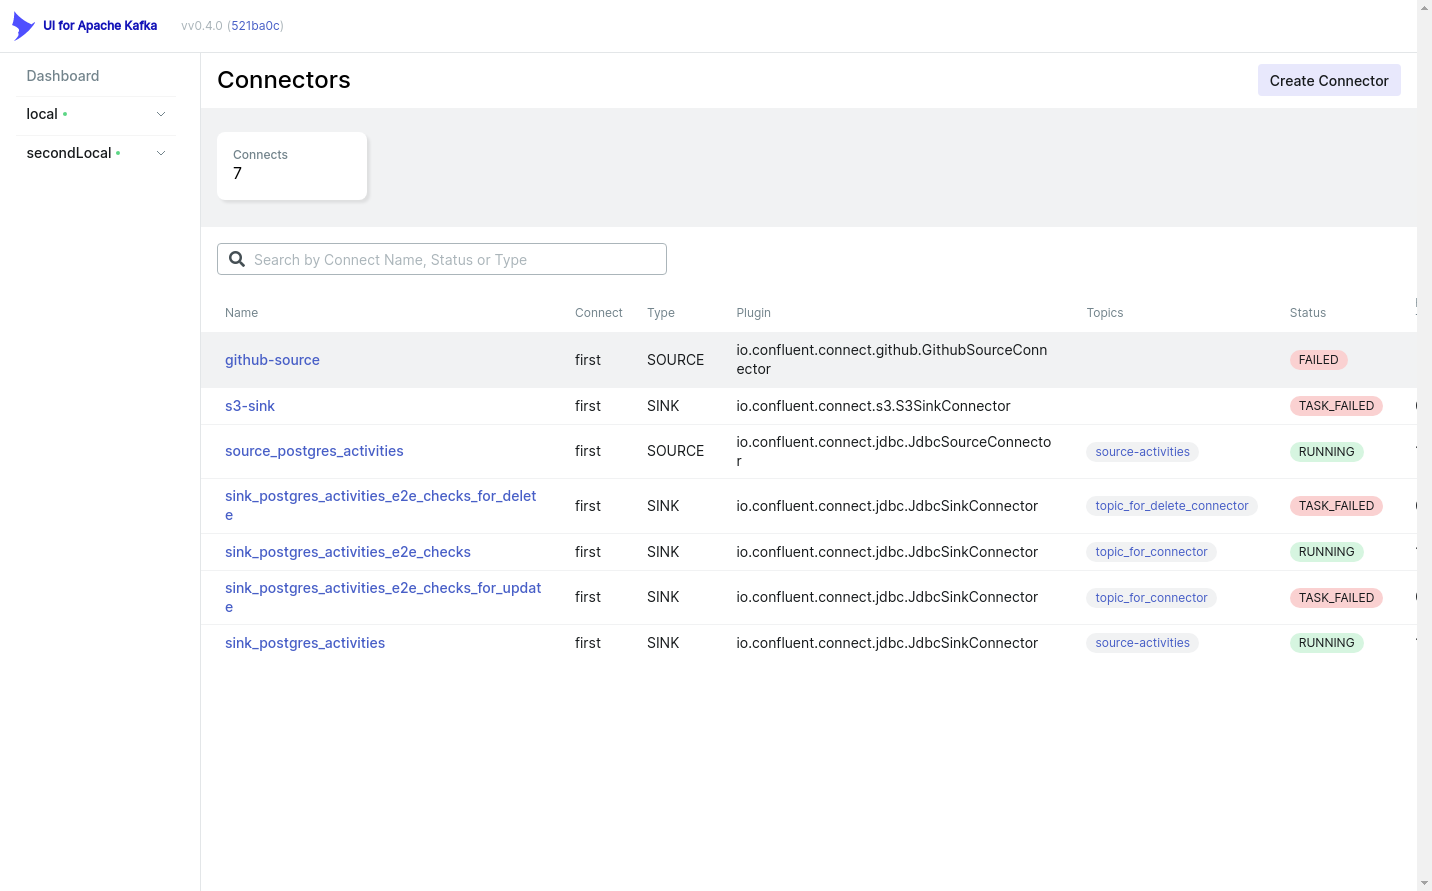 UI for Apache Kafka vv0.4.0 (521ba0c)
Dashboard
local
secondLocal
Connectors
Create Connector
Connects
7
Search by Connect Name, Status or Type
Name Connect Type Plugin Topics Status
github-source first SOURCE io.confluent.connect.github.GithubSourceConn
ector FAILED
s3-sink first SINK io.confluent.connect.s3.S3SinkConnector TASK_FAILED
source_postgres_activities first SOURCE io.confluent.connect.jdbc.JdbcSourceConnecto
r source-activities RUNNING
sink_postgres_activities_e2e_checks_for_delet
e first SINK io.confluent.connect.jdbc.JdbcSinkConnector topic_for_delete_connector TASK_FAILED
sink_postgres_activities_e2e_checks first SINK io.confluent.connect.jdbc.JdbcSinkConnector topic_for_connector RUNNING
sink_postgres_activities_e2e_checks_for_updat
e first SINK io.confluent.connect.jdbc.JdbcSinkConnector topic_for_connector TASK_FAILED
sink_postgres_activities first SINK io.confluent.connect.jdbc.JdbcSinkConnector source-activities RUNNING